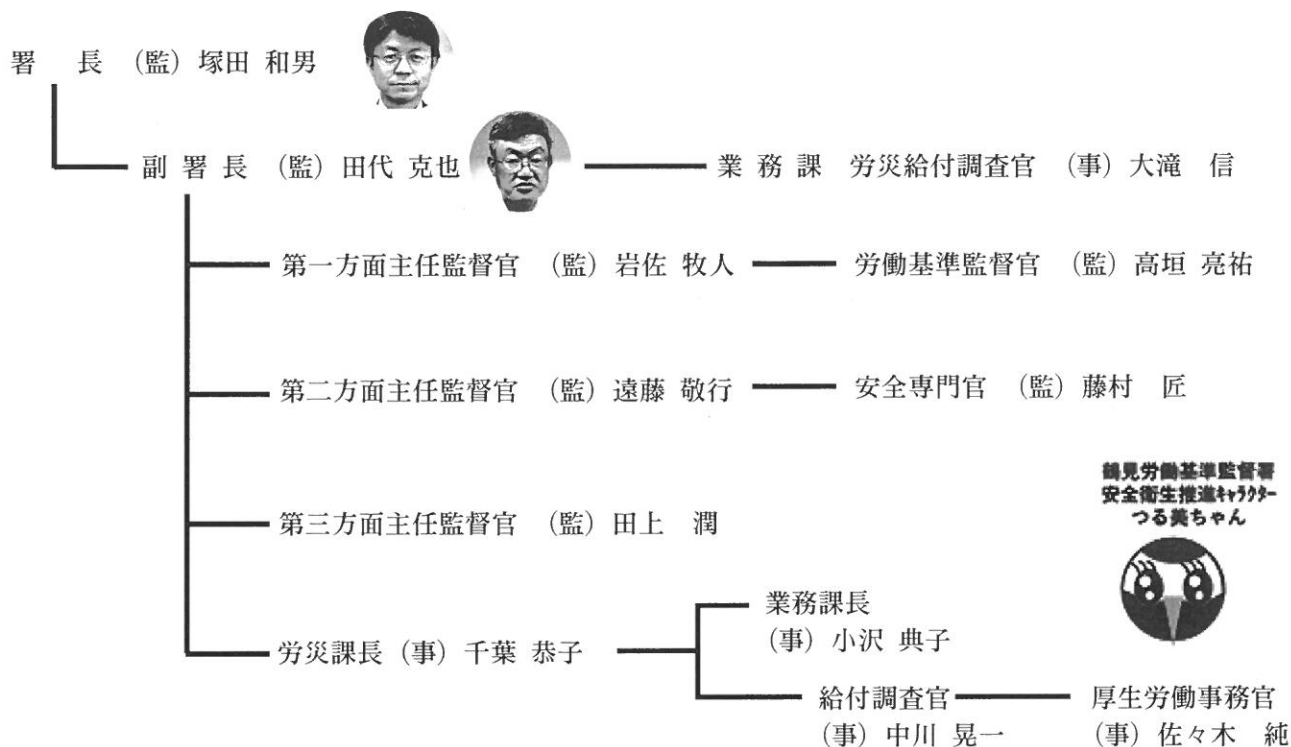 署　長 （監）塚田 和男
副 署 長 （監）田代 克也
業 務 課　労災給付調査官 （事）大滝　信
第一方面主任監督官 （監）岩佐 牧人
労働基準監督官 （監）高垣 亮祐
第二方面主任監督官 （監）遠藤 敬行
安全専門官 （監）藤村　匠
鶴見労働基準監督署
安全衛生推進ｷｬﾗｸﾀｰ
つる美ちゃん
第三方面主任監督官 （監）田上　潤
労災課長（事）千葉 恭子
業務課長
（事）小沢 典子
給付調査官
（事）中川 晃一
厚生労働事務官
（事）佐々木　純